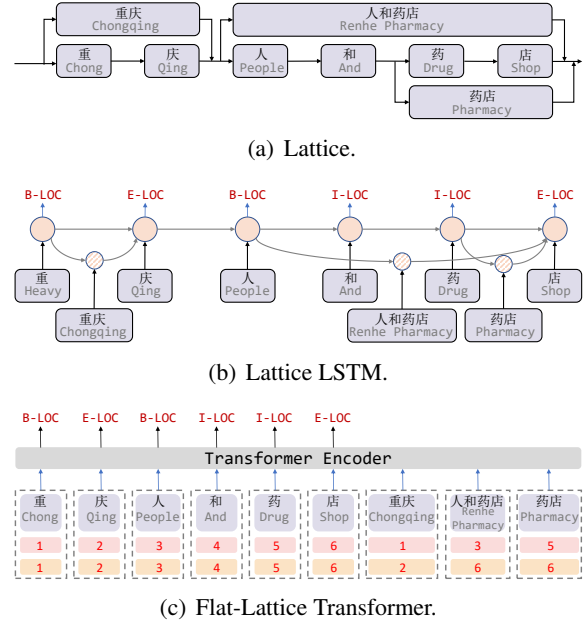 重庆
Chongqing
人和药店
Renhe Pharmacy
重
Chong
庆
Qing
人
People
和
And
药
Drug
店
Shop
药店
Pharmacy
(a) Lattice.
B-LOC E-LOC B-LOC I-LOC I-LOC E-LOC
重
Heavy
庆
Qing
人
People
和
And
药
Drug
店
Shop
重庆
Chongqing
人和药店
Renhe Pharmacy
药店
Pharmacy
(b) Lattice LSTM.
B-LOC E-LOC B-LOC I-LOC I-LOC E-LOC
Transformer Encoder
重
Chong
庆
Qing
人
People
和
And
药
Drug
店
Shop
重庆
Chongqing
人和药店
Renhe
Pharmacy
药店
Pharmacy
1 2 3 4 5 6 1 3 5
1 2 3 4 5 6 2 6 6
(c) Flat-Lattice Transformer.